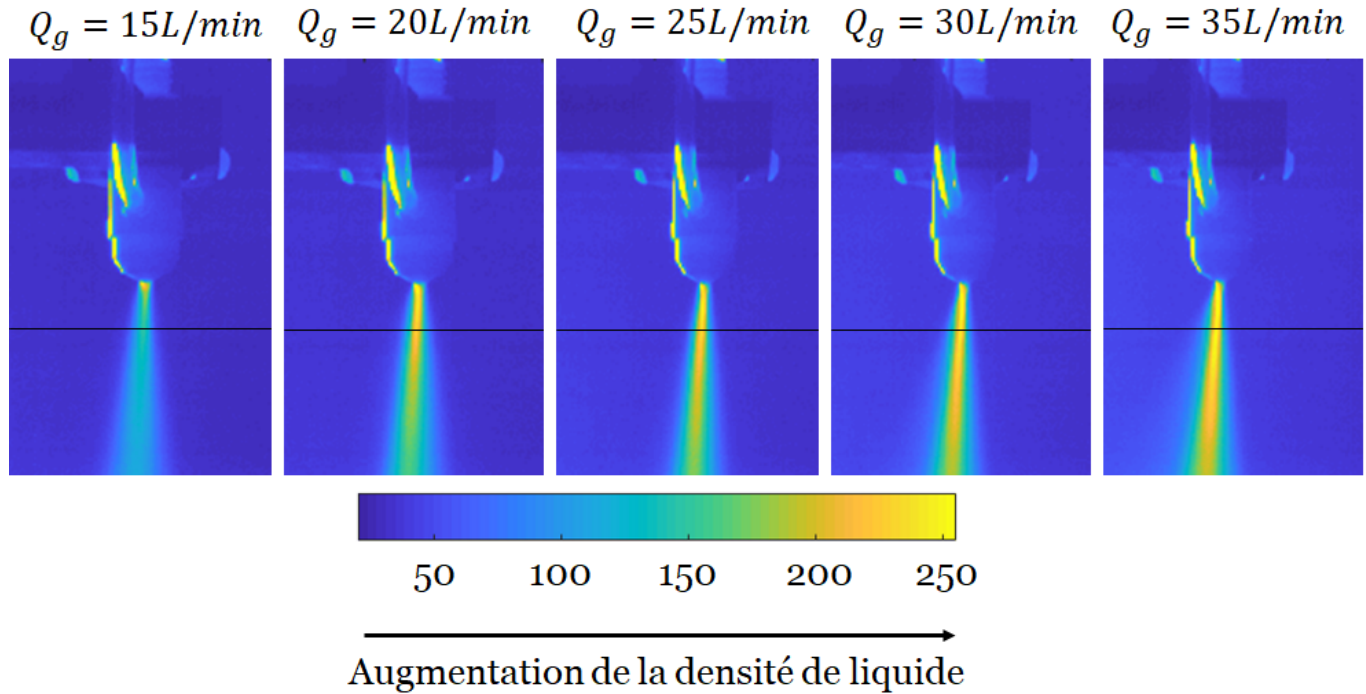 Q_g = 15L/min Q_g = 20L/min Q_g = 25L/min Q_g = 30L/min Q_g = 35L/min
50 100 150 200 250
Augmentation de la densité de liquide